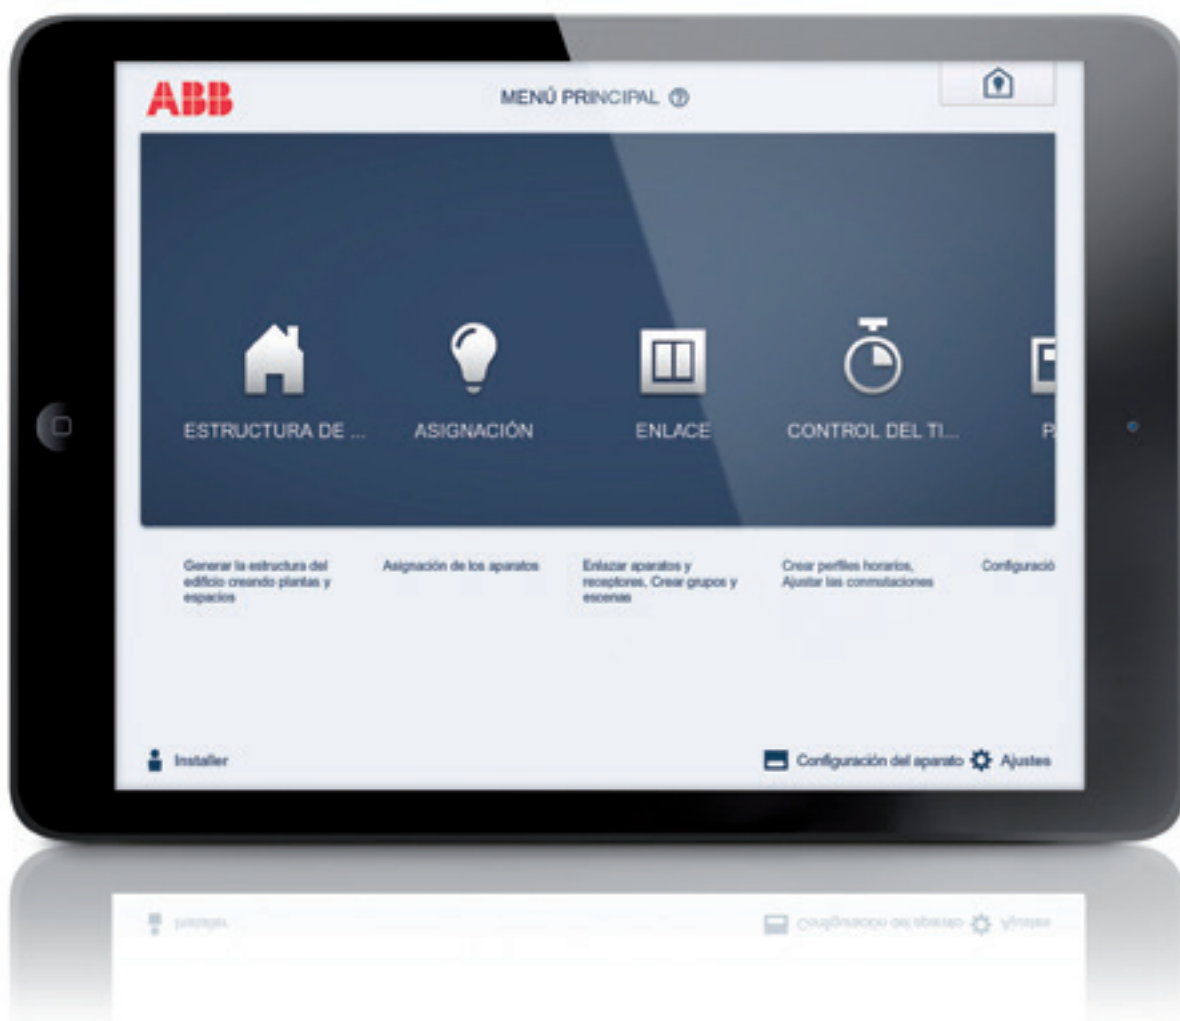 ABB
MENÚ PRINCIPAL ?
ESTRUCTURA DE ...
ASIGNACIÓN
ENLACE
CONTROL DEL TI...
Generar la estructura del
edificio creando plantas y
espacios
Asignación de los aparatos
Enlazar aparatos y
receptores, Crear grupos y
escenas
Crear perfiles horarios,
Ajustar las conmutaciones
Configuració
Installer
Configuración del aparato
Ajustes